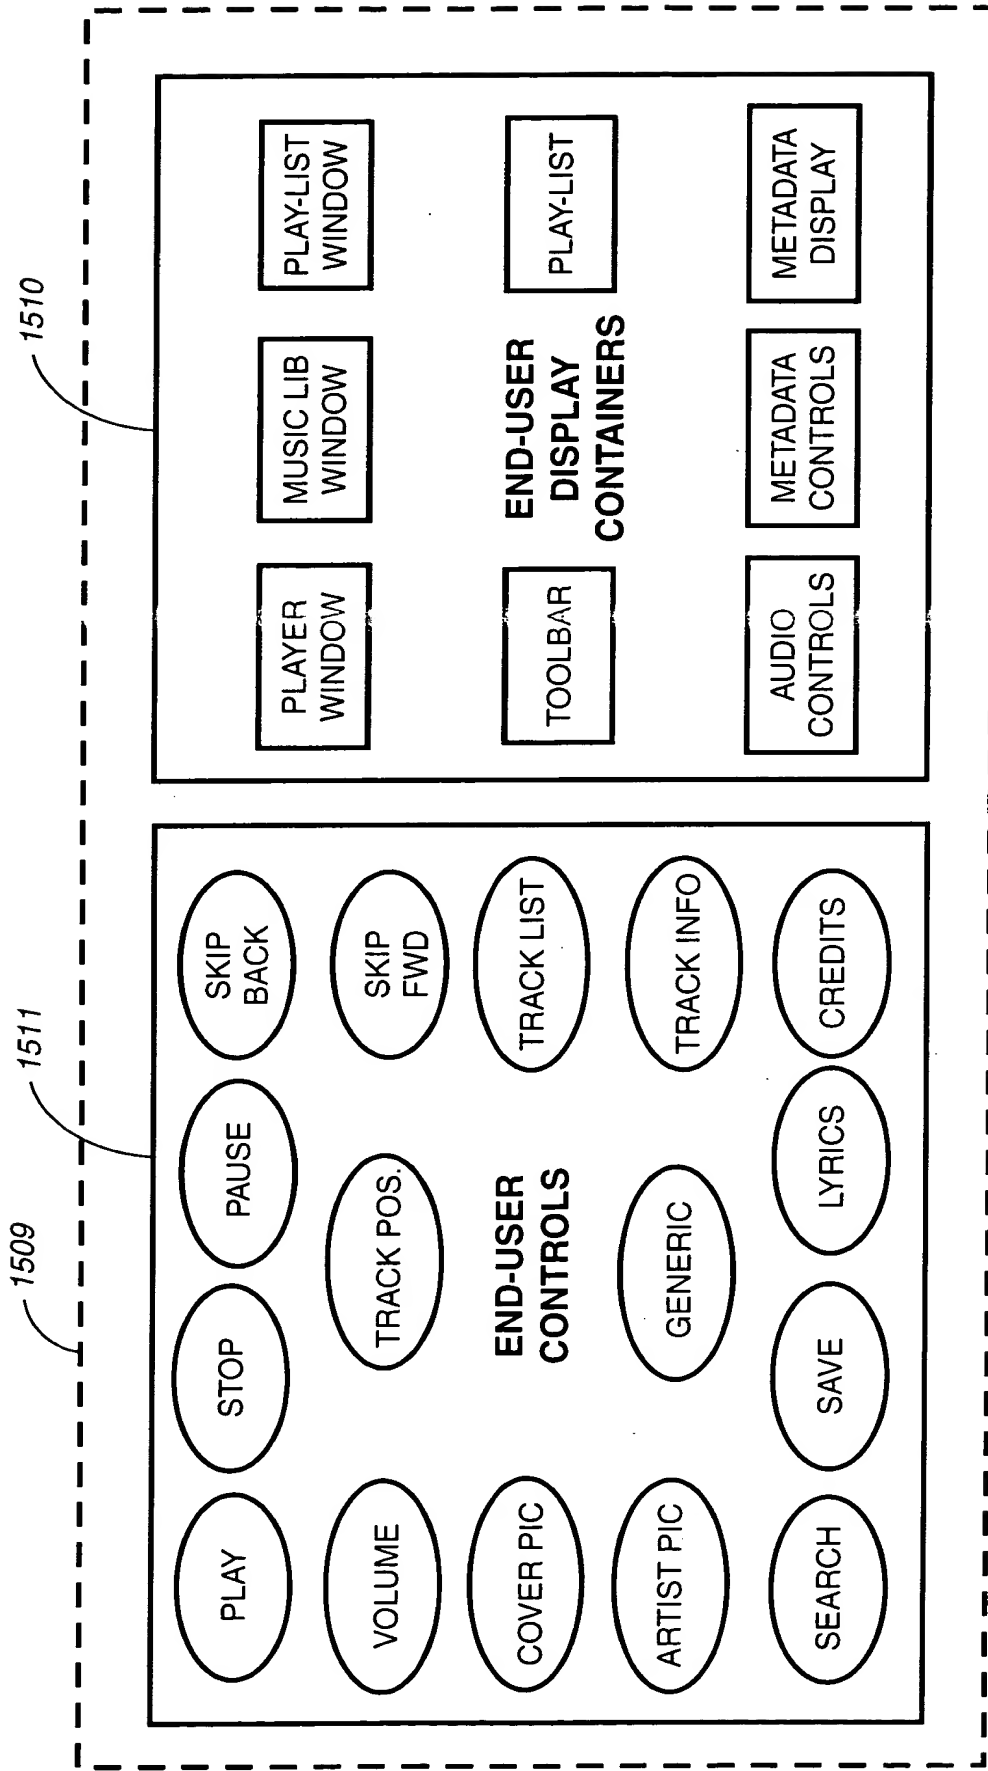 1509
1511
1510
PLAY
STOP
PAUSE
SKIP
BACK
VOLUME
TRACK POS.
SKIP
FWD
COVER PIC
END-USER
CONTROLS
TRACK LIST
ARTIST PIC
GENERIC
TRACK INFO
SEARCH
SAVE
LYRICS
CREDITS
PLAYER
WINDOW
MUSIC LIB
WINDOW
PLAY-LIST
WINDOW
TOOLBAR
END-USER
DISPLAY
CONTAINERS
PLAY-LIST
AUDIO
CONTROLS
METADATA
CONTROLS
METADATA
DISPLAY